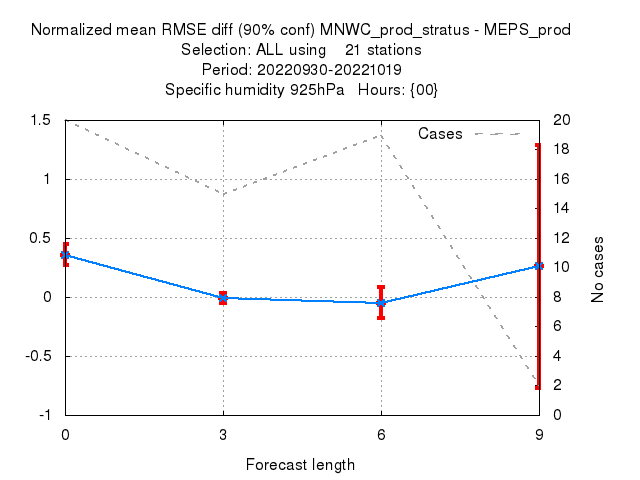 Normalized mean RMSE diff (90% conf) MNWC_prod_stratus - MEPS_prod
Selection: ALL using 21 stations
Period: 20220930-20221019
Specific humidity 925hPa Hours: {00}
Cases
1.5
1
0.5
0
-0.5
-1
20
18
16
14
12
10
8
6
4
2
0
No cases
0 3 6 9
Forecast length